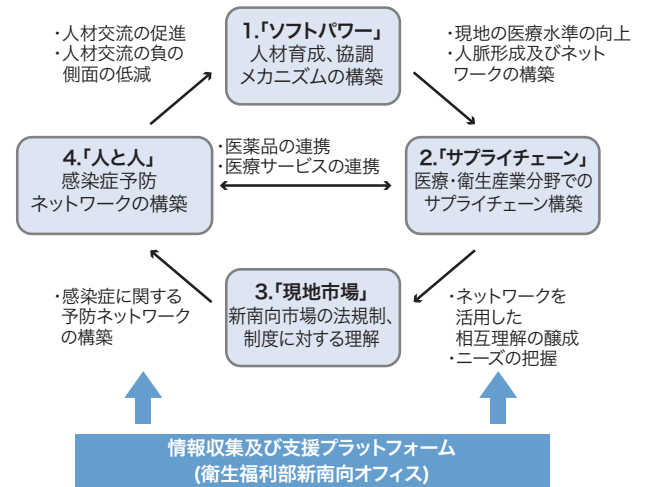 ・人材交流の促進
・人材交流の負の
側面の低減
1.「ソフトパワー」
人材育成、協調
メカニズムの構築
・現地の医療水準の向上
・人脈形成及びネット
ワークの構築
4.「人と人」
感染症予防
ネットワークの構築
・医薬品の連携
・医療サービスの連携
2.「サプライチェーン」
医療・衛生産業分野での
サプライチェーン構築
・感染症に関する
予防ネットワーク
の構築
3.「現地市場」
新南向市場の法規制、
制度に対する理解
・ネットワークを
活用した
相互理解の醸成
・ニーズの把握
情報収集及び支援プラットフォーム
(衛生福利部新南向オフィス)